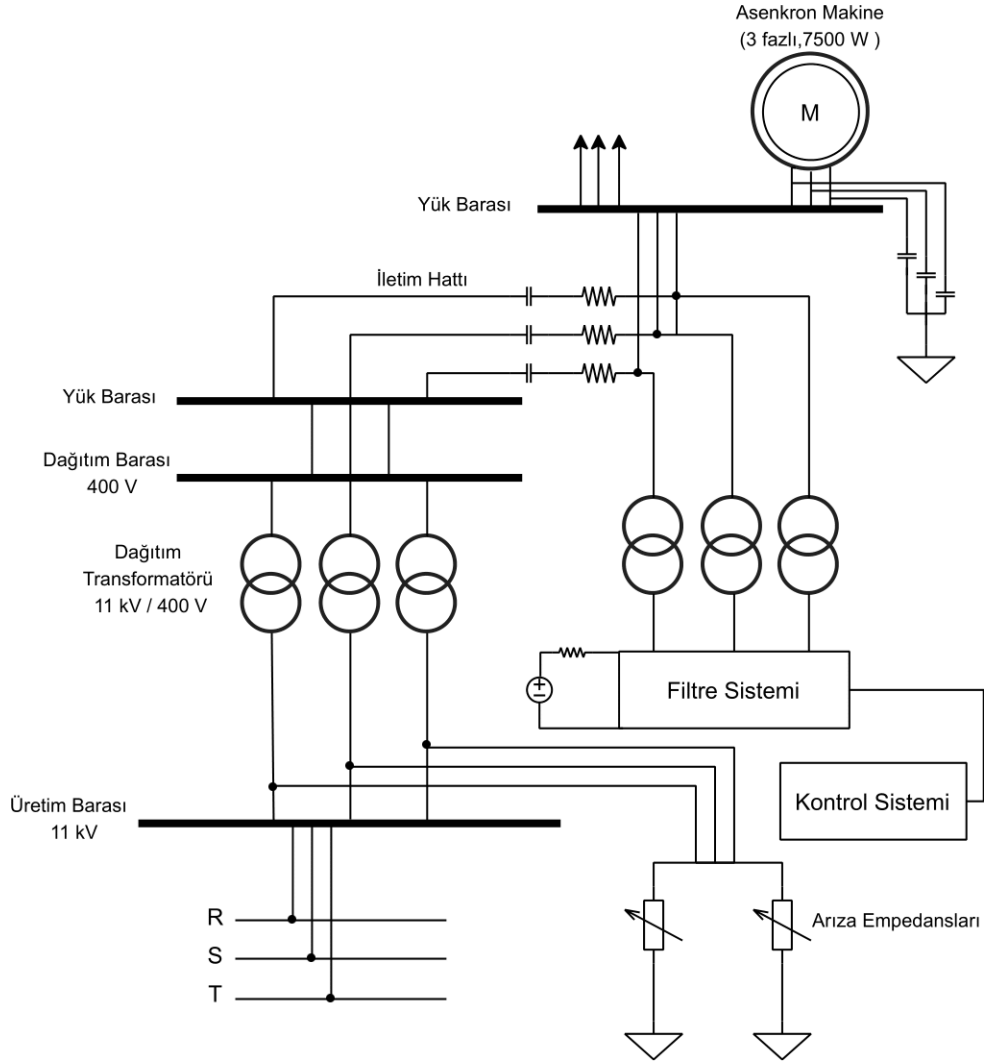 Asenkron Makine
(3 fazlı,7500 W )
M
Yük Barası
İletim Hattı
Yük Barası
Dağıtım Barası
400 V
Dağıtım
Transformatörü
11 kV / 400 V
Filtre Sistemi
Kontrol Sistemi
Üretim Barası
11 kV
R
S
T
Arıza Empedansları